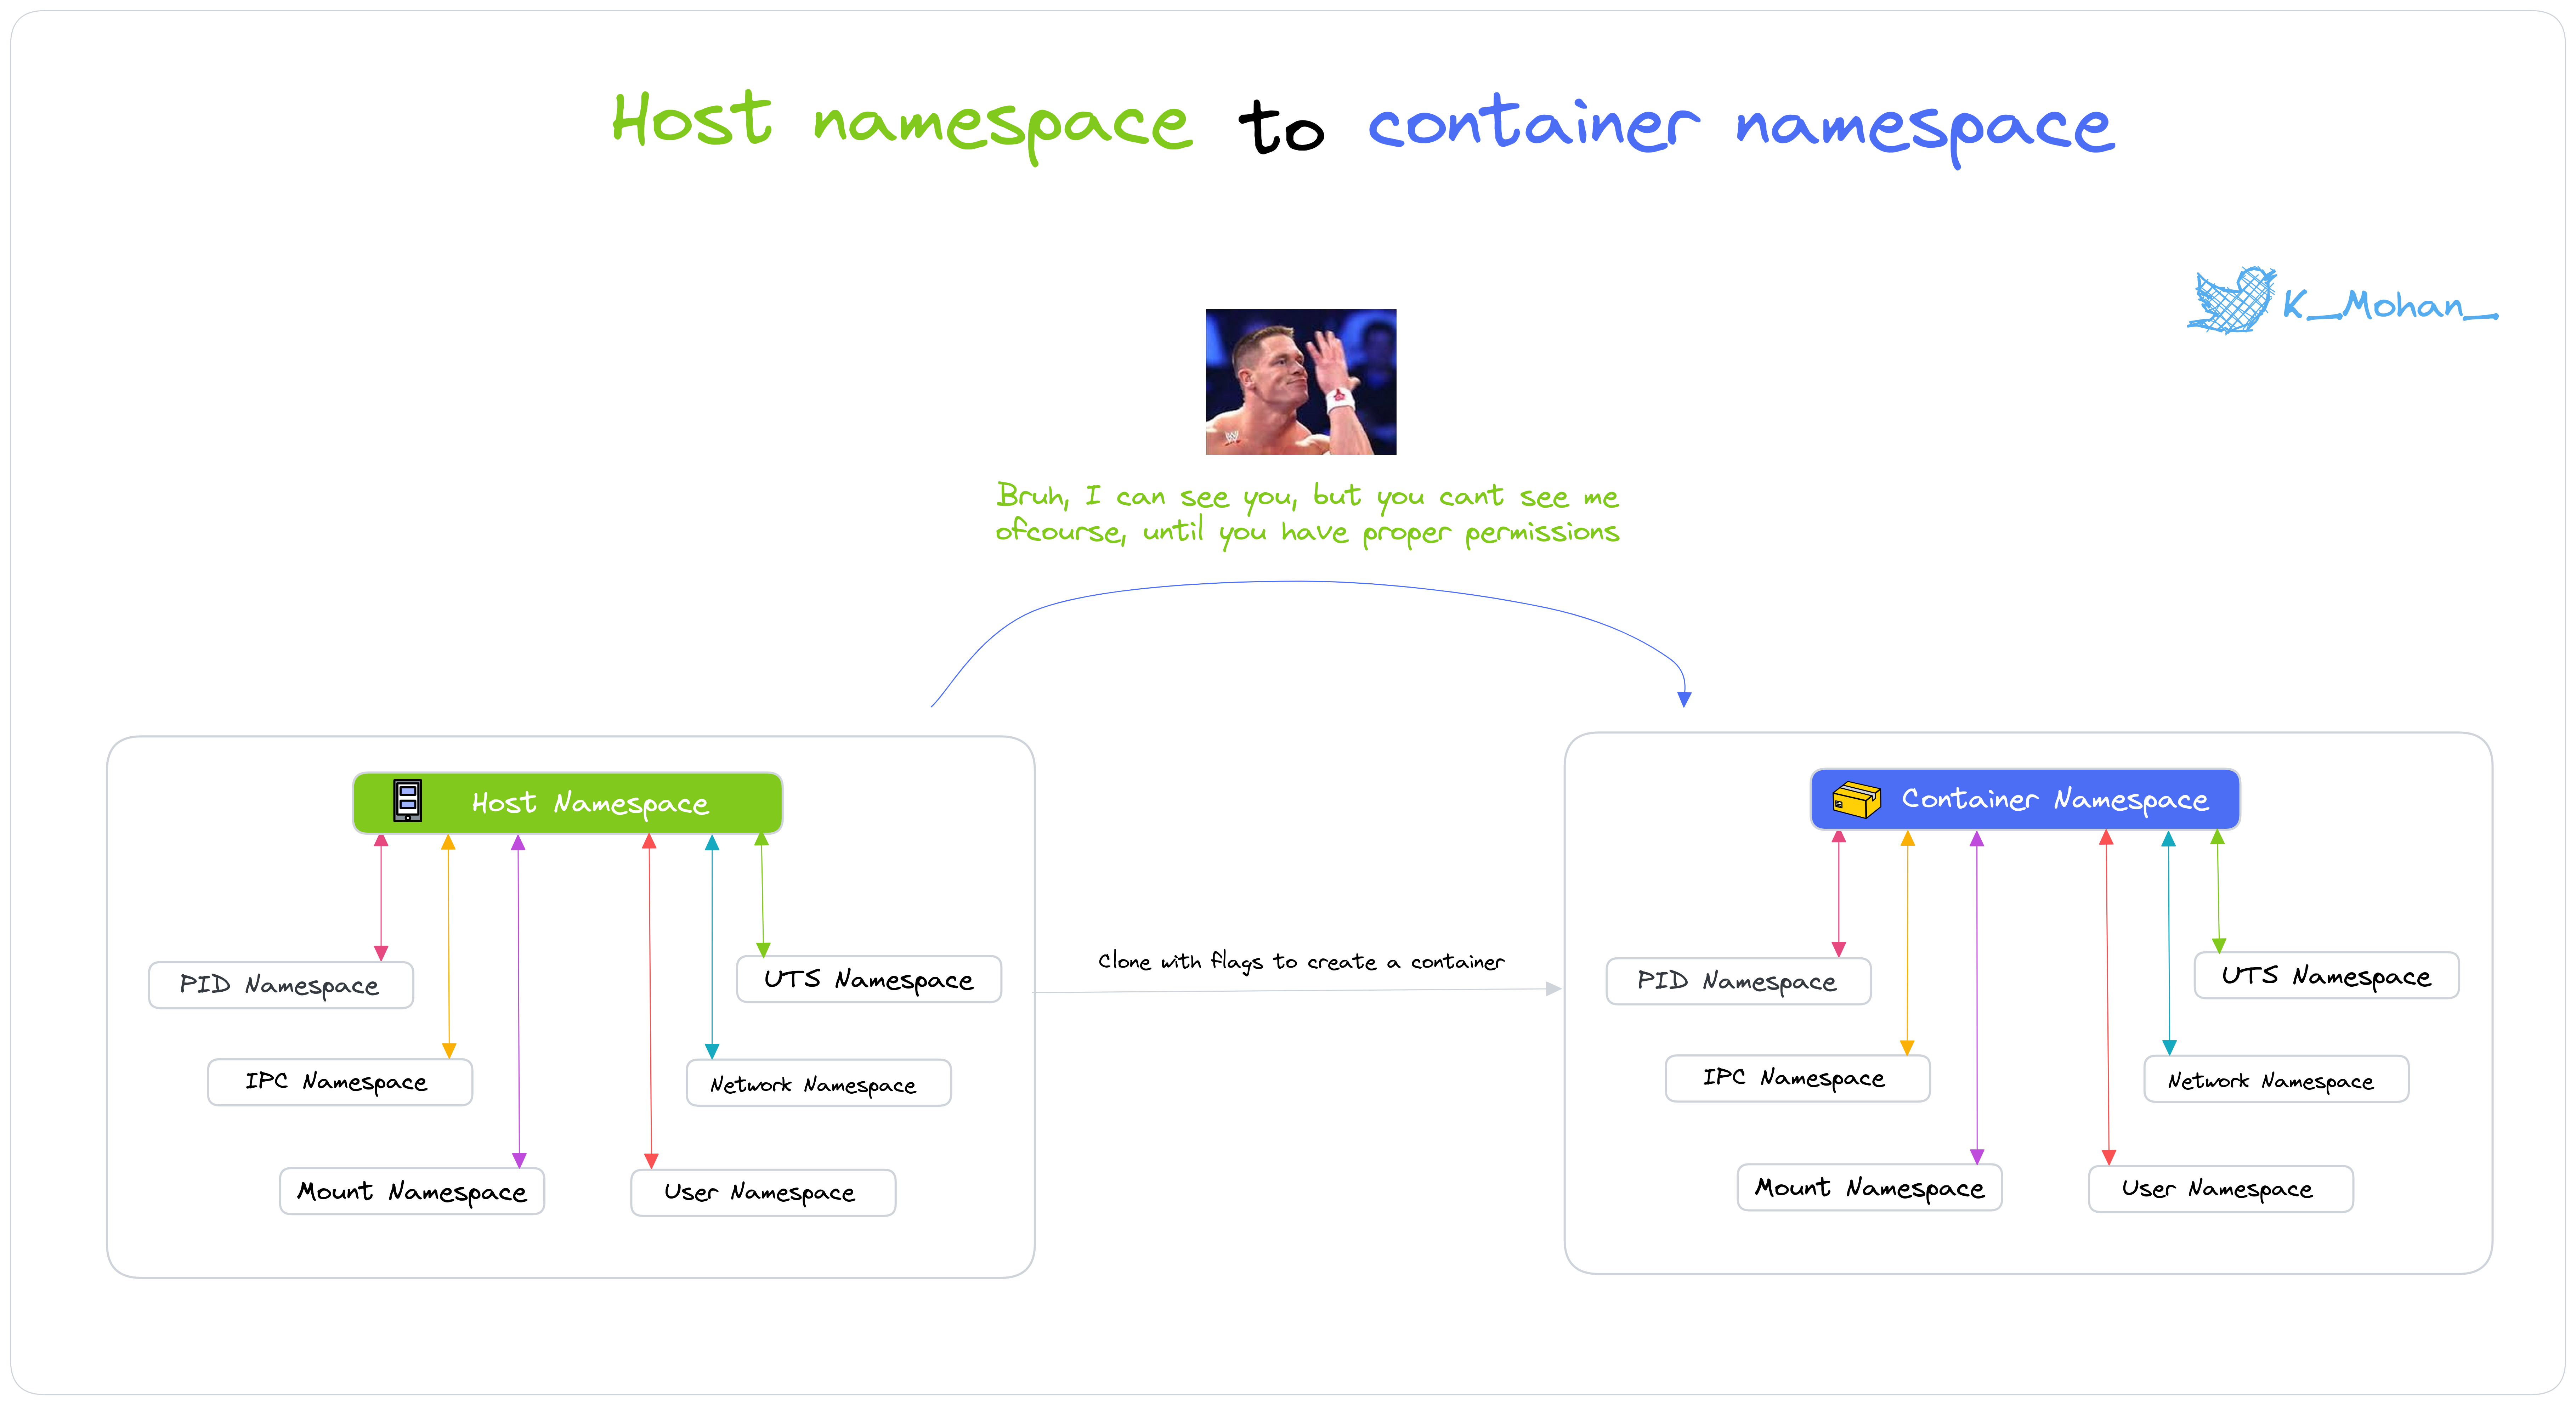 Host namespace to container namespace
K_Mohan_
Bruh, I can see you, but you cant see me
ofcourse, until you have proper permissions
Host Namespace
PID Namespace
UTS Namespace
IPC Namespace
Network Namespace
Mount Namespace
User Namespace
Clone with flags to create a container
Container Namespace
PID Namespace
UTS Namespace
IPC Namespace
Network Namespace
Mount Namespace
User Namespace